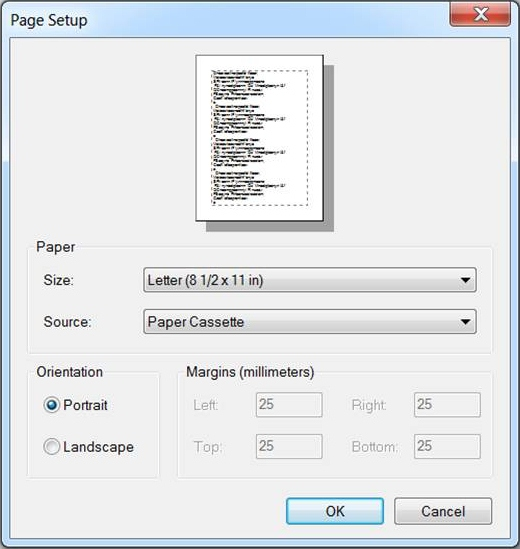 Page Setup
Paper
Size:
Letter (8 1/2 x 11 in)
Source:
Paper Cassette
Orientation
Portrait
Landscape
Margins (millimeters)
Left:
25
Right:
25
Top:
25
Bottom:
25
OK
Cancel